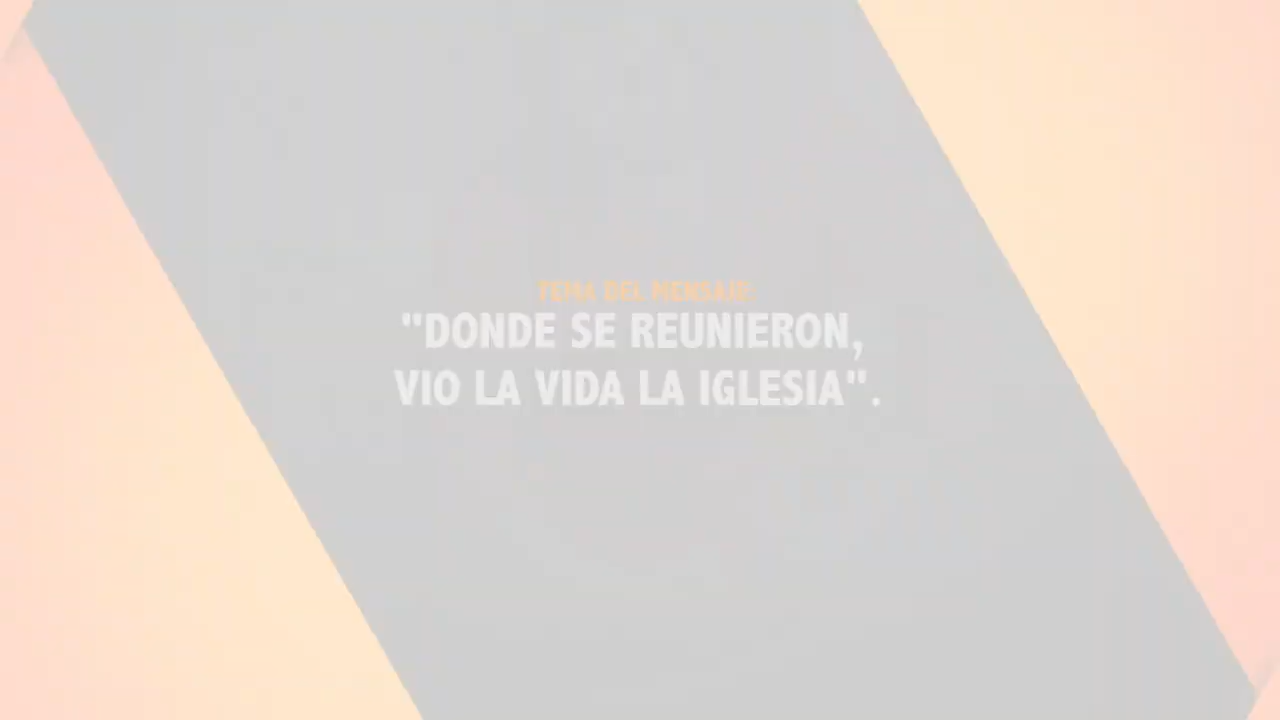 TEMA DEL MENSAJE:
"DONDE SE REUNIERON,
VIO LA VIDA LA IGLESIA".